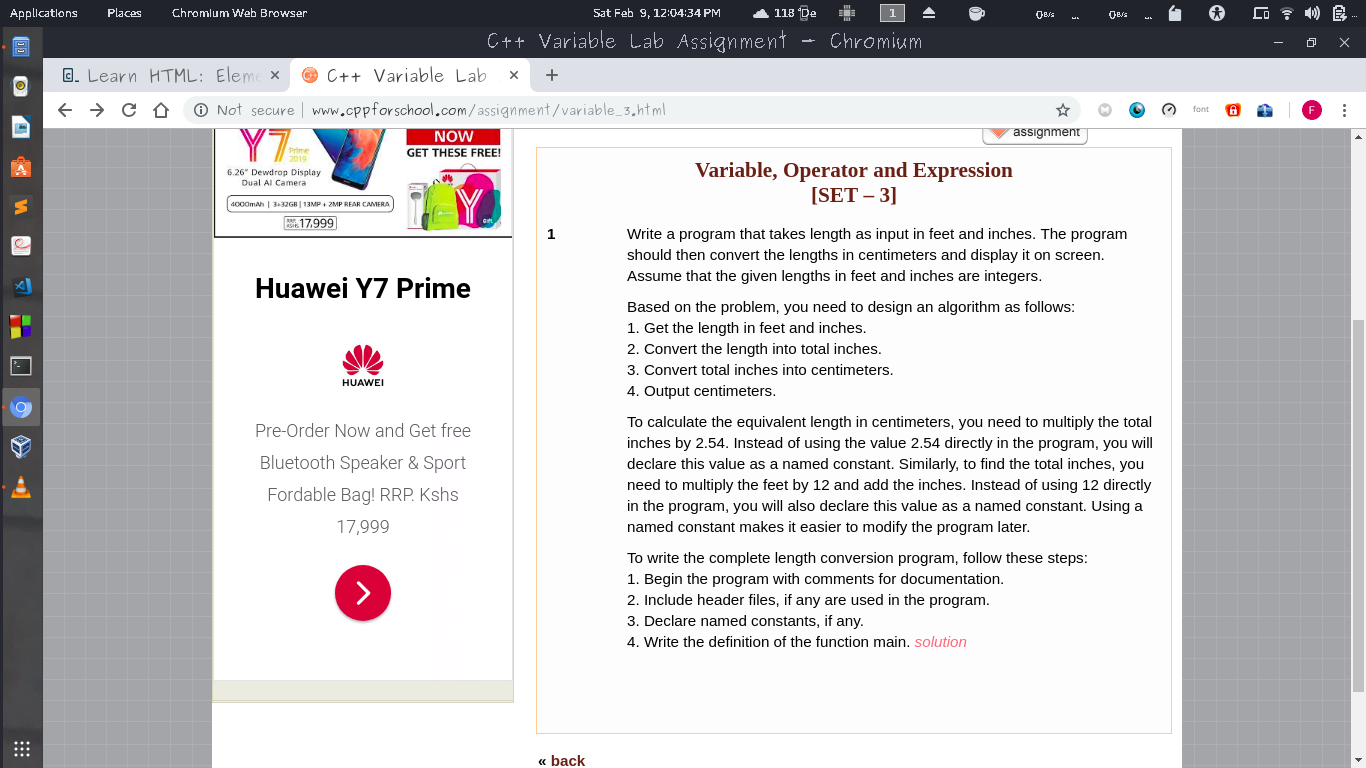 Applications Places Chromium Web Browser Sat Feb 9, 12:04:34 PM 1
C++ Variable Lab Assignment - Chromium
Learn HTML: Eleme C++ Variable Lab
Not secure | www.cppforschool.com/assignment/variable_3.html font F
assignment
Y7 Prime 2019
6.26" Dewdrop Display
Dual AI Camera
4000mAh | 3+32GB | 13MP + 2MP REAR CAMERA
RRP. KSHS. 17,999
NOW
GET THESE FREE!
Gift
Huawei Y7 Prime
HUAWEI
Pre-Order Now and Get free
Bluetooth Speaker & Sport
Fordable Bag! RRP. Kshs
17,999
Variable, Operator and Expression
[SET – 3]
1 Write a program that takes length as input in feet and inches. The program
should then convert the lengths in centimeters and display it on screen.
Assume that the given lengths in feet and inches are integers.
Based on the problem, you need to design an algorithm as follows:
1. Get the length in feet and inches.
2. Convert the length into total inches.
3. Convert total inches into centimeters.
4. Output centimeters.
To calculate the equivalent length in centimeters, you need to multiply the total
inches by 2.54. Instead of using the value 2.54 directly in the program, you will
declare this value as a named constant. Similarly, to find the total inches, you
need to multiply the feet by 12 and add the inches. Instead of using 12 directly
in the program, you will also declare this value as a named constant. Using a
named constant makes it easier to modify the program later.
To write the complete length conversion program, follow these steps:
1. Begin the program with comments for documentation.
2. Include header files, if any are used in the program.
3. Declare named constants, if any.
4. Write the definition of the function main. solution
« back